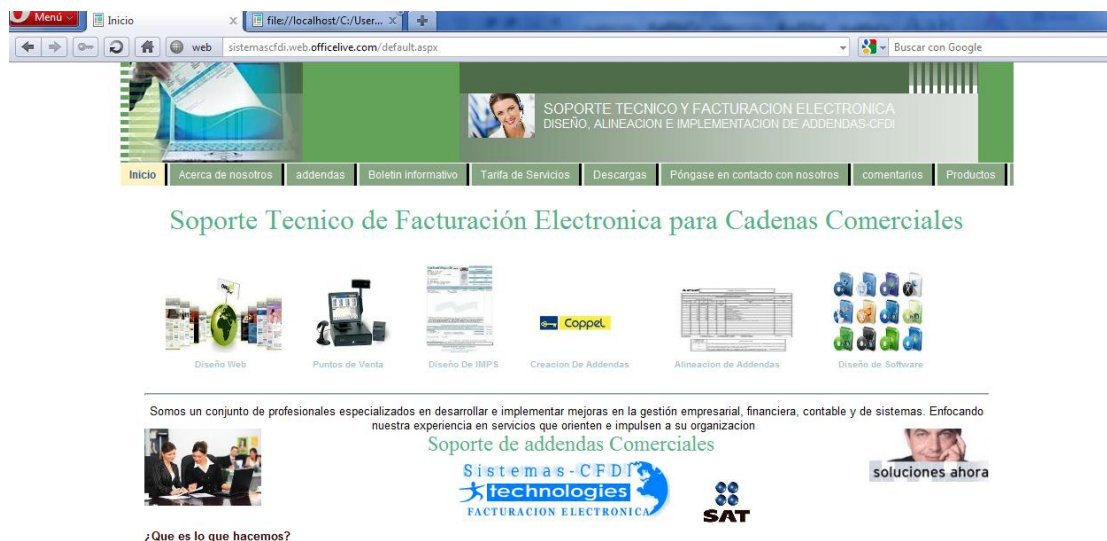 Menú
Inicio
file://localhost/C:/User...
web
sistemascfdi.web.officelive.com/default.aspx
Buscar con Google
SOPORTE TECNICO Y FACTURACION ELECTRONICA
DISEÑO, ALINEACION E IMPLEMENTACION DE ADDENDAS-CFDI
Inicio Acerca de nosotros addendas Boletin informativo Tarifa de Servicios Descargas Póngase en contacto con nosotros comentarios Productos
Soporte Tecnico de Facturación Electronica para Cadenas Comerciales
Coppel
Diseño Web Puntos de Venta Diseño De IMPS Creacion De Addendas Alineacion de Addendas Diseño de Software
Somos un conjunto de profesionales especializados en desarrollar e implementar mejoras en la gestión empresarial, financiera, contable y de sistemas. Enfocando
nuestra experiencia en servicios que orienten e impulsen a su organizacion
Soporte de addendas Comerciales
Sistemas-CFDI
technologies
FACTURACION ELECTRONICA
SAT
soluciones ahora
¿Que es lo que hacemos?